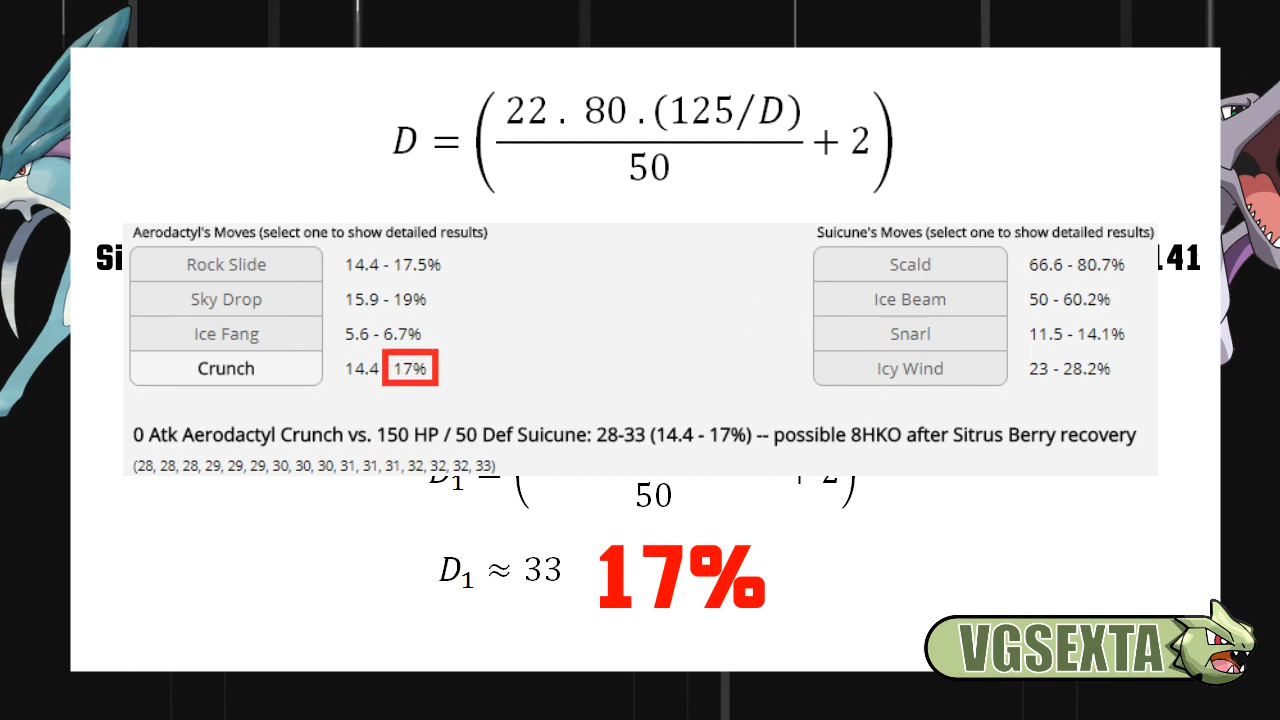 D = ( 22 . 80 . (125/D) / 50 + 2 )
Si
141
Aerodactyl's Moves (select one to show detailed results)
Rock Slide 14.4 - 17.5%
Sky Drop 15.9 - 19%
Ice Fang 5.6 - 6.7%
Crunch 14.4 17%
Suicune's Moves (select one to show detailed results)
Scald 66.6 - 80.7%
Ice Beam 50 - 60.2%
Snarl 11.5 - 14.1%
Icy Wind 23 - 28.2%
0 Atk Aerodactyl Crunch vs. 150 HP / 50 Def Suicune: 28-33 (14.4 - 17%) -- possible 8HKO after Sitrus Berry recovery
(28, 28, 28, 29, 29, 29, 30, 30, 30, 31, 31, 31, 32, 32, 32, 33)
D₁ = ( 50 + 2 )
D₁ ≈ 33 17%
VGSEXTA